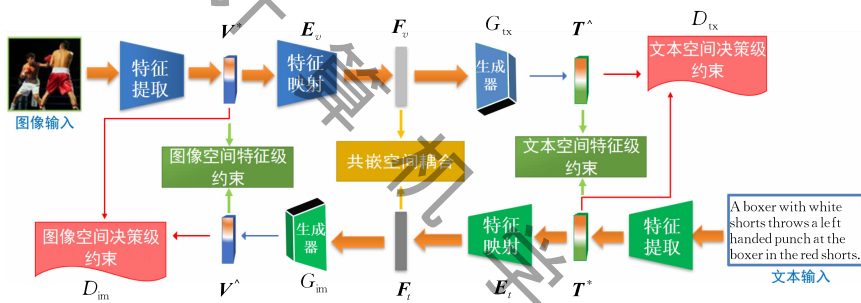 V* E_v F_v G_tx T^ D_tx
特征
提取
特征
映射
生成
器
文本空间决策级
约束
图像输入
图像空间特征级
约束
共嵌空间耦合
文本空间特征级
约束
图像空间决策级
约束
生成
器
特征
映射
特征
提取
A boxer with white
shorts throws a left
handed punch at the
boxer in the red shorts.
文本输入
D_im V^ G_im F_t E_t T*
计
算
机
学